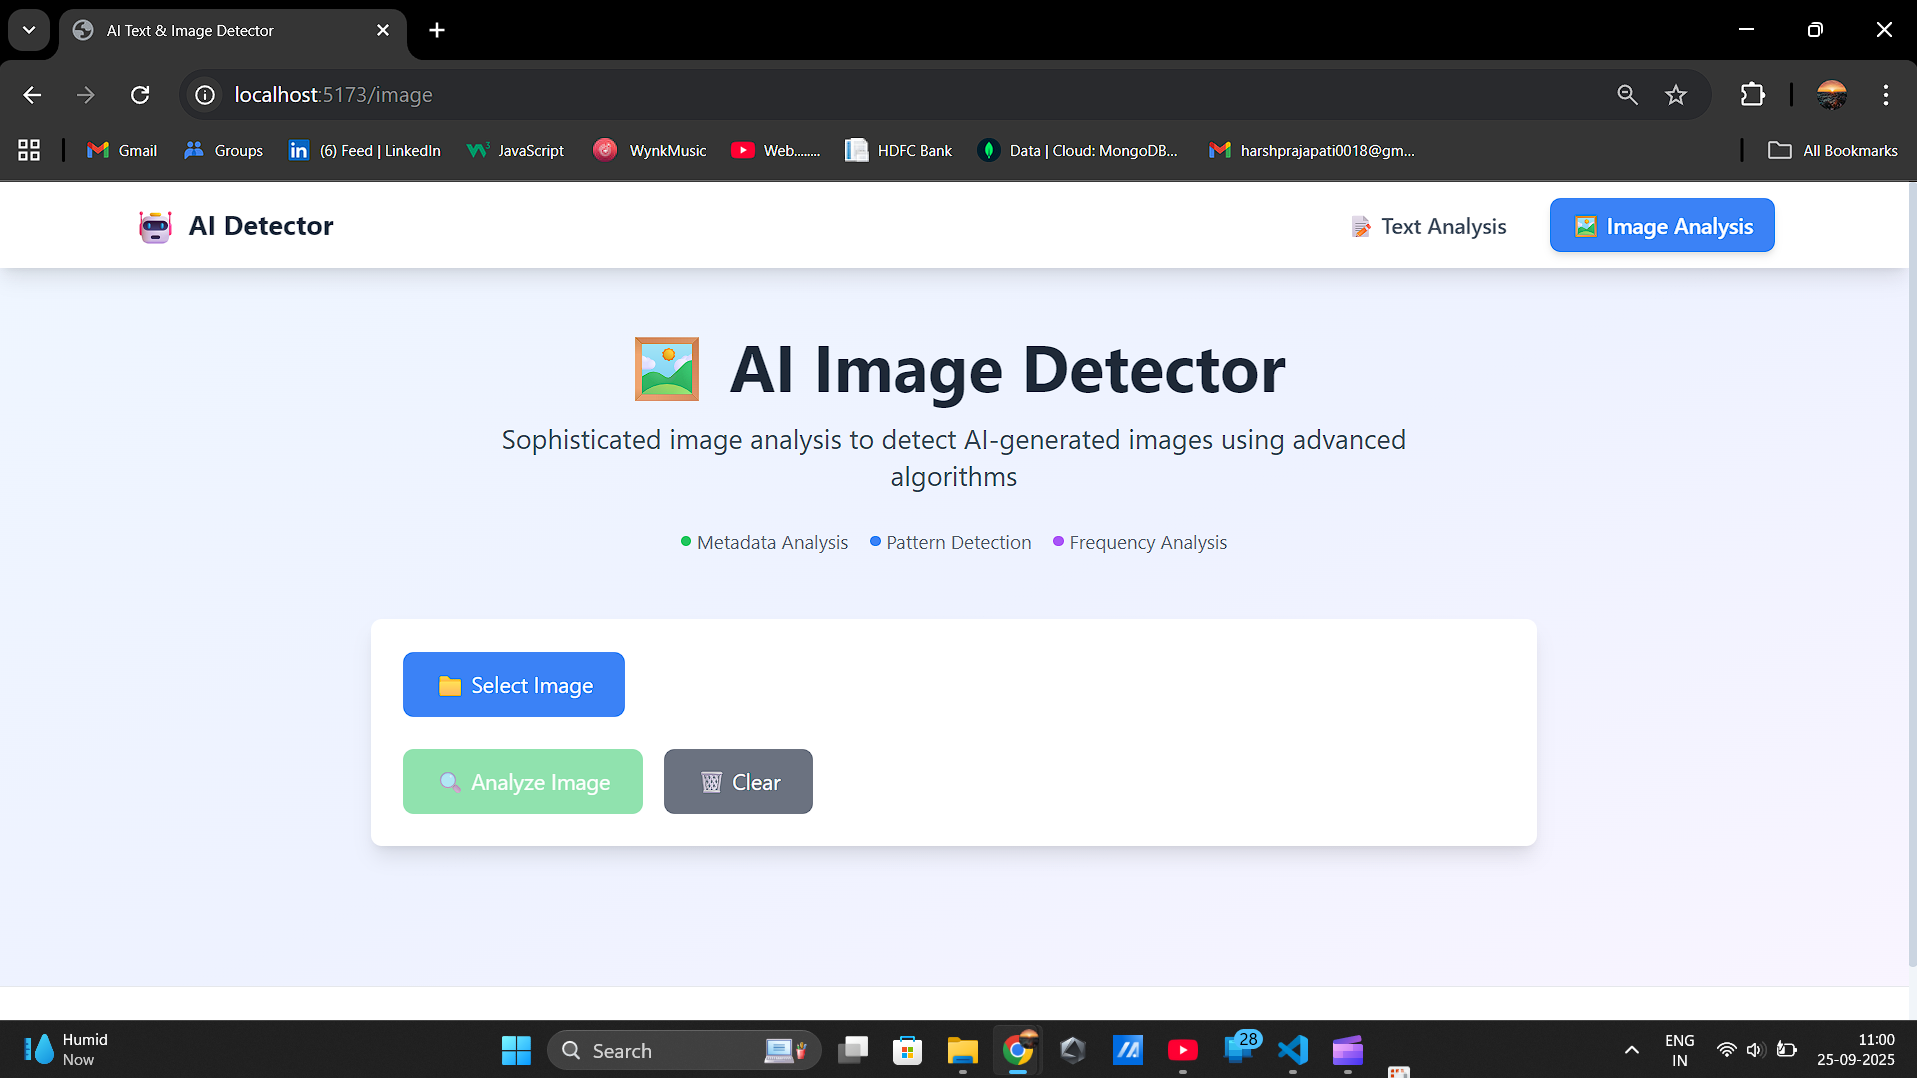 AI Text & Image Detector
localhost:5173/image
Gmail
Groups
(6) Feed | LinkedIn
JavaScript
WynkMusic
Web........
HDFC Bank
Data | Cloud: MongoDB...
harshprajapati0018@gm...
All Bookmarks
AI Detector
Text Analysis
Image Analysis
AI Image Detector
Sophisticated image analysis to detect AI-generated images using advanced
algorithms
Metadata Analysis
Pattern Detection
Frequency Analysis
Select Image
Analyze Image
Clear
Humid
Now
Search
28
ENG
IN
11:00
25-09-2025